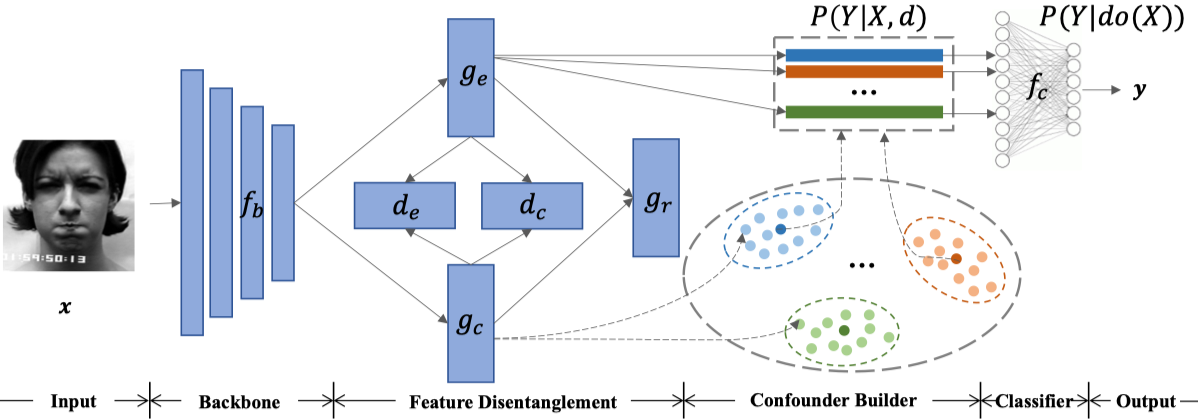 P(Y|X, d)
P(Y|do(X))
g_e
f_c
y
f_b
d_e
d_c
g_r
...
...
1:59:50:13
x
g_c
Input
Backbone
Feature Disentanglement
Confounder Builder
Classifier
Output